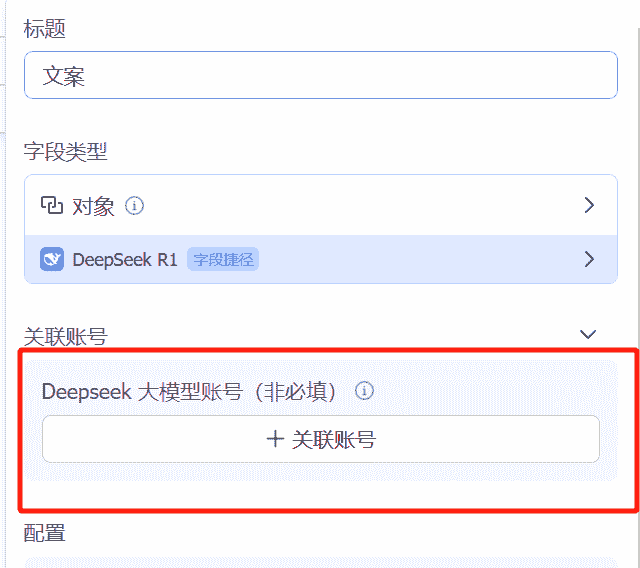 标题
文案
字段类型
对象
DeepSeek R1 字段捷径
关联账号
Deepseek 大模型账号（非必填）
+ 关联账号
配置